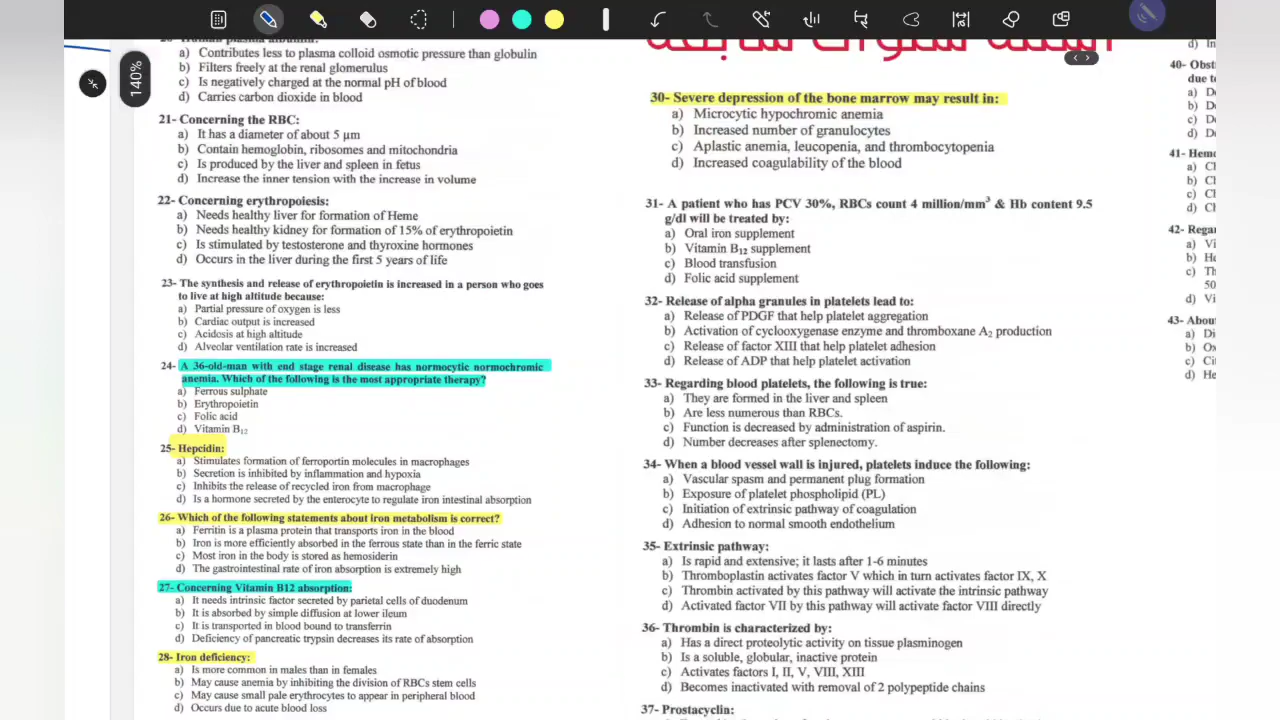 140%
a) Contributes less to plasma colloid osmotic pressure than globulin
b) Filters freely at the renal glomerulus
c) Is negatively charged at the normal pH of blood
d) Carries carbon dioxide in blood
21- Concerning the RBC:
a) It has a diameter of about 5 µm
b) Contain hemoglobin, ribosomes and mitochondria
c) Is produced by the liver and spleen in fetus
d) Increase the inner tension with the increase in volume
22- Concerning erythropoiesis:
a) Needs healthy liver for formation of Heme
b) Needs healthy kidney for formation of 15% of erythropoietin
c) Is stimulated by testosterone and thyroxine hormones
d) Occurs in the liver during the first 5 years of life
23- The synthesis and release of erythropoietin is increased in a person who goes
to live at high altitude because:
a) Partial pressure of oxygen is less
b) Cardiac output is increased
c) Acidosis at high altitude
d) Alveolar ventilation rate is increased
24- A 36-old-man with end stage renal disease has normocytic normochromic
anemia. Which of the following is the most appropriate therapy?
a) Ferrous sulphate
b) Erythropoietin
c) Folic acid
d) Vitamin B₁₂
25- Hepcidin:
a) Stimulates formation of ferroportin molecules in macrophages
b) Secretion is inhibited by inflammation and hypoxia
c) Inhibits the release of recycled iron from macrophage
d) Is a hormone secreted by the enterocyte to regulate iron intestinal absorption
26- Which of the following statements about iron metabolism is correct?
a) Ferritin is a plasma protein that transports iron in the blood
b) Iron is more efficiently absorbed in the ferrous state than in the ferric state
c) Most iron in the body is stored as hemosiderin
d) The gastrointestinal rate of iron absorption is extremely high
27- Concerning Vitamin B12 absorption:
a) It needs intrinsic factor secreted by parietal cells of duodenum
b) It is absorbed by simple diffusion at lower ileum
c) It is transported in blood bound to transferrin
d) Deficiency of pancreatic trypsin decreases its rate of absorption
28- Iron deficiency:
a) Is more common in males than in females
b) May cause anemia by inhibiting the division of RBCs stem cells
c) May cause small pale erythrocytes to appear in peripheral blood
d) Occurs due to acute blood loss
30- Severe depression of the bone marrow may result in:
a) Microcytic hypochromic anemia
b) Increased number of granulocytes
c) Aplastic anemia, leucopenia, and thrombocytopenia
d) Increased coagulability of the blood
31- A patient who has PCV 30%, RBCs count 4 million/mm³ & Hb content 9.5
g/dl will be treated by:
a) Oral iron supplement
b) Vitamin B₁₂ supplement
c) Blood transfusion
d) Folic acid supplement
32- Release of alpha granules in platelets lead to:
a) Release of PDGF that help platelet aggregation
b) Activation of cyclooxygenase enzyme and thromboxane A₂ production
c) Release of factor XIII that help platelet adhesion
d) Release of ADP that help platelet activation
33- Regarding blood platelets, the following is true:
a) They are formed in the liver and spleen
b) Are less numerous than RBCs.
c) Function is decreased by administration of aspirin.
d) Number decreases after splenectomy.
34- When a blood vessel wall is injured, platelets induce the following:
a) Vascular spasm and permanent plug formation
b) Exposure of platelet phospholipid (PL)
c) Initiation of extrinsic pathway of coagulation
d) Adhesion to normal smooth endothelium
35- Extrinsic pathway:
a) Is rapid and extensive; it lasts after 1-6 minutes
b) Thromboplastin activates factor V which in turn activates factor IX, X
c) Thrombin activated by this pathway will activate the intrinsic pathway
d) Activated factor VII by this pathway will activate factor VIII directly
36- Thrombin is characterized by:
a) Has a direct proteolytic activity on tissue plasminogen
b) Is a soluble, globular, inactive protein
c) Activates factors I, II, V, VIII, XIII
d) Becomes inactivated with removal of 2 polypeptide chains
37- Prostacyclin:
40-
due to
a)
b)
c)
d)
41-
a)
b)
c)
d)
42-
a)
b)
c)
50
d)
43-
a)
b)
c)
d)